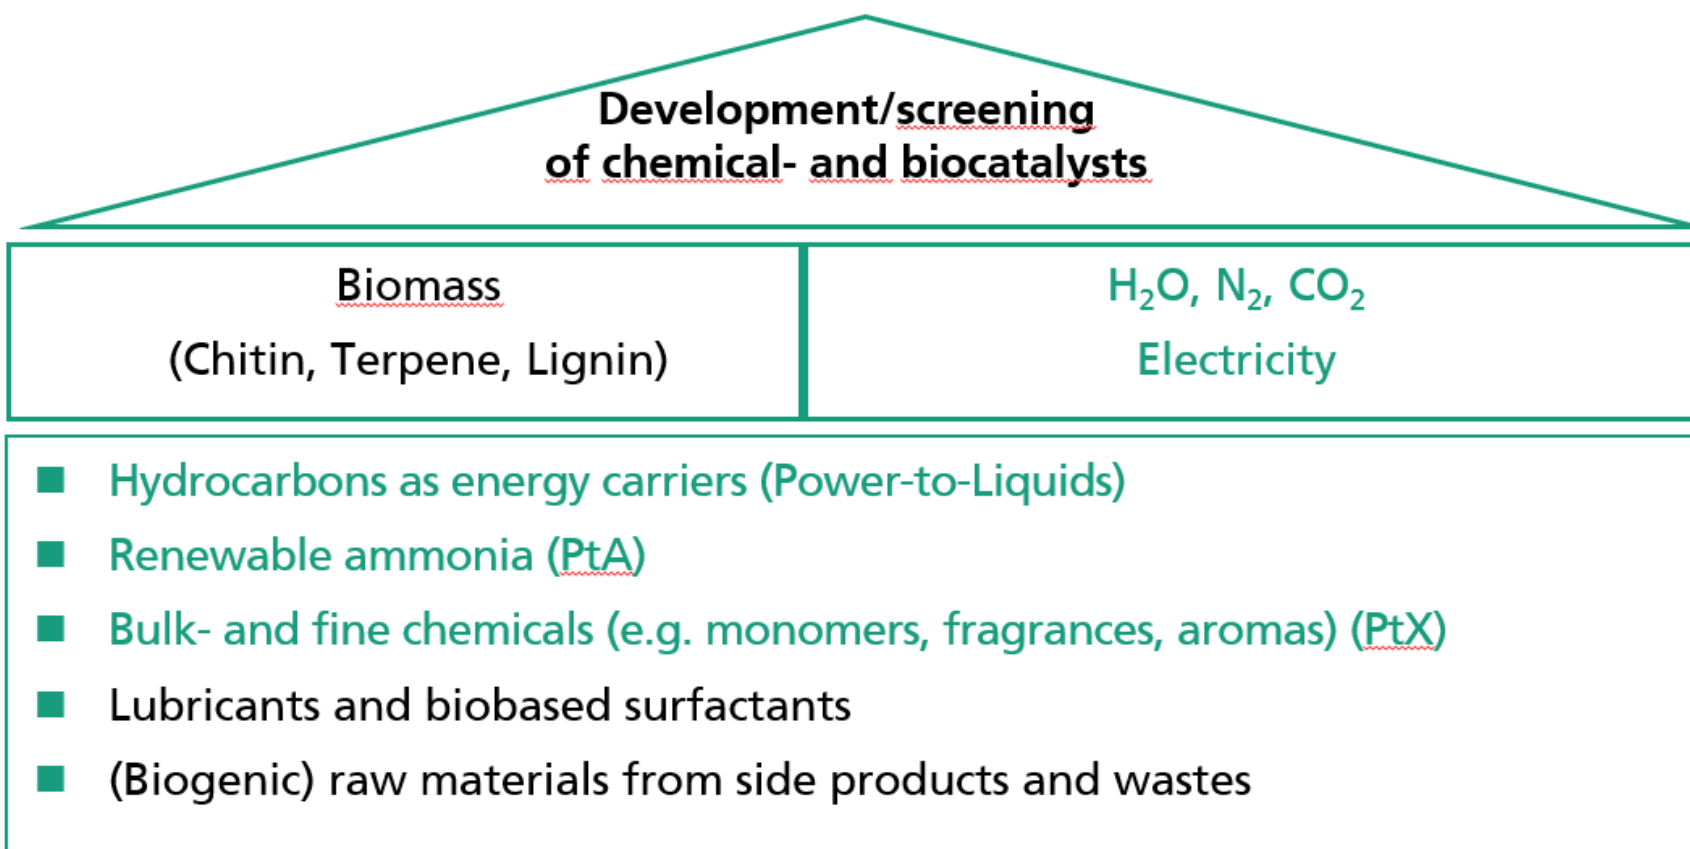 Development/screening
of chemical- and biocatalysts
Biomass
(Chitin, Terpene, Lignin)
H₂O, N₂, CO₂
Electricity
Hydrocarbons as energy carriers (Power-to-Liquids)
Renewable ammonia (PtA)
Bulk- and fine chemicals (e.g. monomers, fragrances, aromas) (PtX)
Lubricants and biobased surfactants
(Biogenic) raw materials from side products and wastes